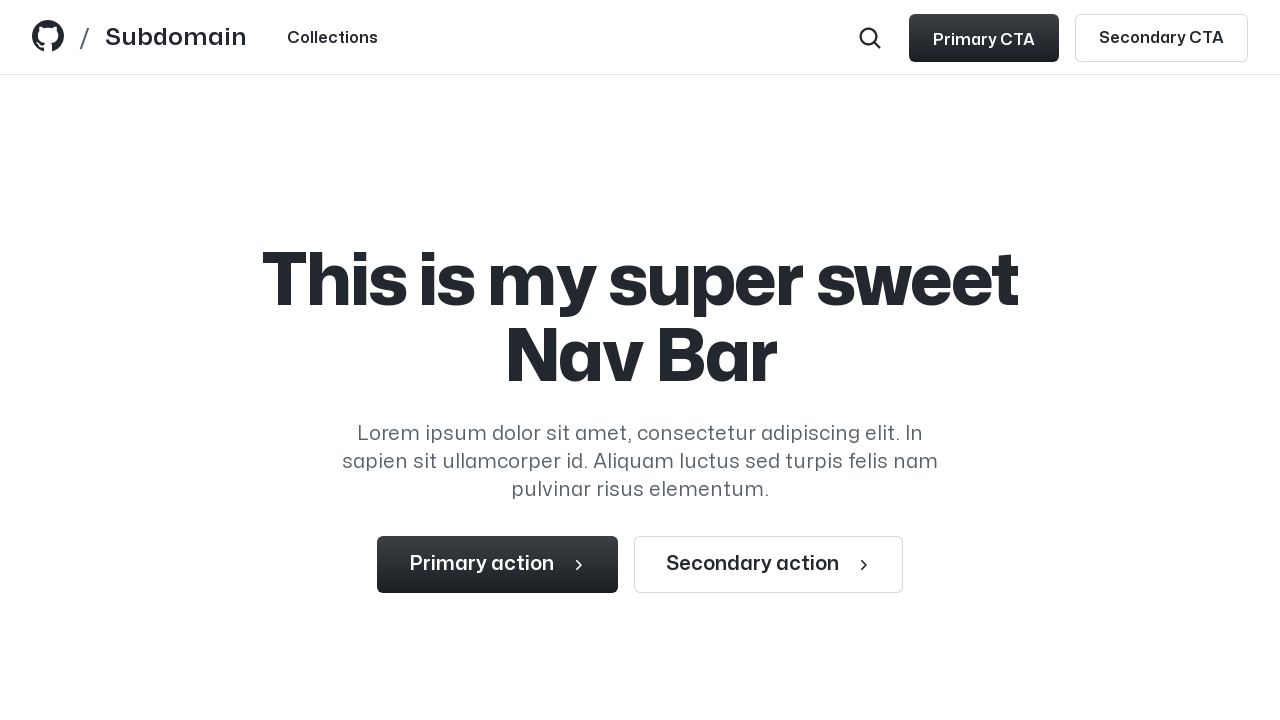 / Subdomain Collections Primary CTA Secondary CTA
This is my super sweet
Nav Bar
Lorem ipsum dolor sit amet, consectetur adipiscing elit. In
sapien sit ullamcorper id. Aliquam luctus sed turpis felis nam
pulvinar risus elementum.
Primary action Secondary action